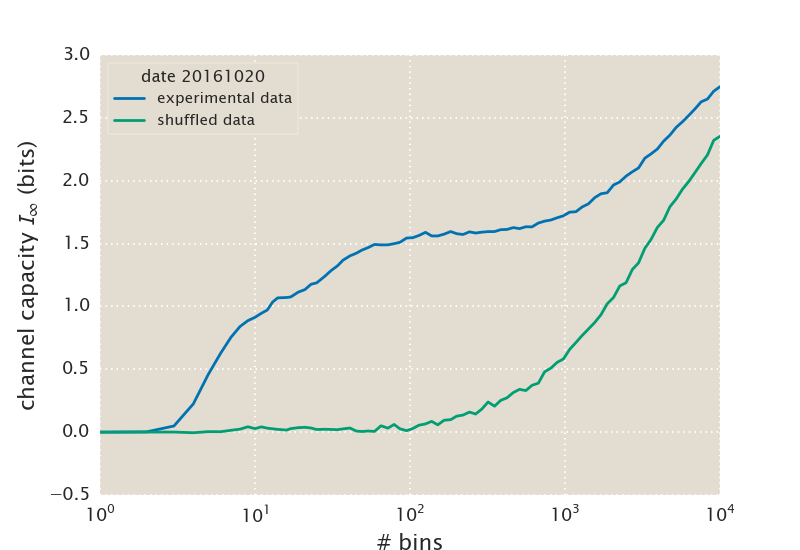 3.0
date 20161020
experimental data
shuffled data
2.5
2.0
1.5
1.0
0.5
0.0
−0.5
channel capacity I∞ (bits)
10⁰ 10¹ 10² 10³ 10⁴
# bins